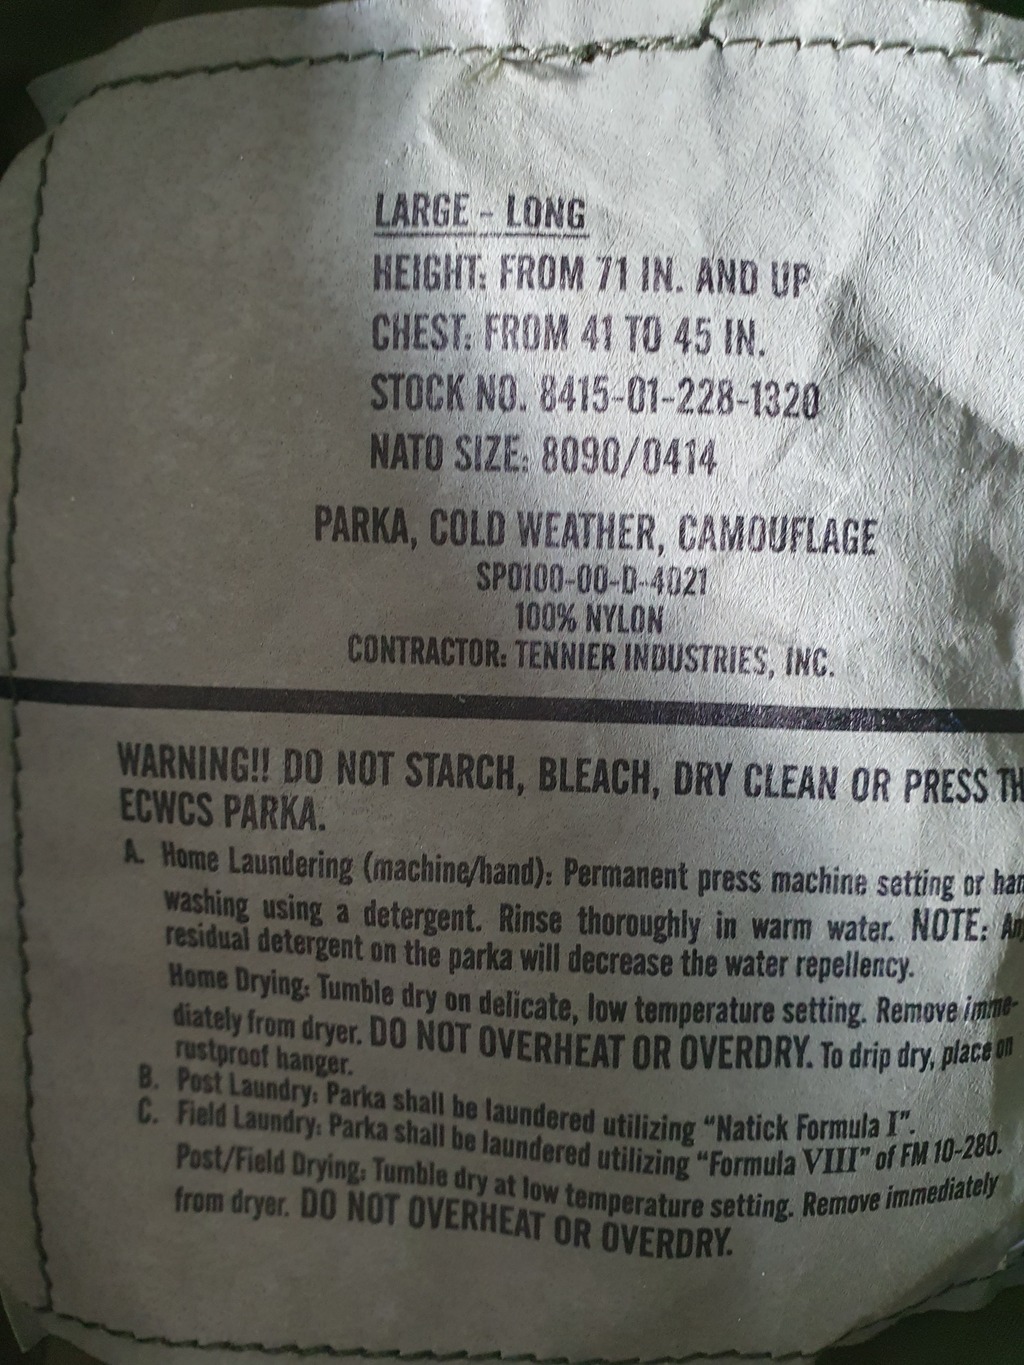 LARGE - LONG
HEIGHT: FROM 71 IN. AND UP
CHEST: FROM 41 TO 45 IN.
STOCK NO. 8415-01-228-1320
NATO SIZE: 8090/0414
PARKA, COLD WEATHER, CAMOUFLAGE
SPO100-00-D-4021
100% NYLON
CONTRACTOR: TENNIER INDUSTRIES, INC.
WARNING!! DO NOT STARCH, BLEACH, DRY CLEAN OR PRESS
ECWCS PARKA.
A. Home Laundering (machine/hand): Permanent press machine setting or
washing using a detergent. Rinse thoroughly in warm water. NOTE:
residual detergent on the parka will decrease the water repellency.
Home Drying: Tumble dry on delicate, low temperature setting. Remove imme-
diately from dryer. DO NOT OVERHEAT OR OVERDRY. To drip dry, place on
rustproof hanger.
B. Post Laundry: Parka shall be laundered utilizing “Natick Formula I”.
C. Field Laundry: Parka shall be laundered utilizing “Formula VIII” of FM 10-280.
Post/Field Drying: Tumble dry at low temperature setting. Remove immediately
from dryer. DO NOT OVERHEAT OR OVERDRY.